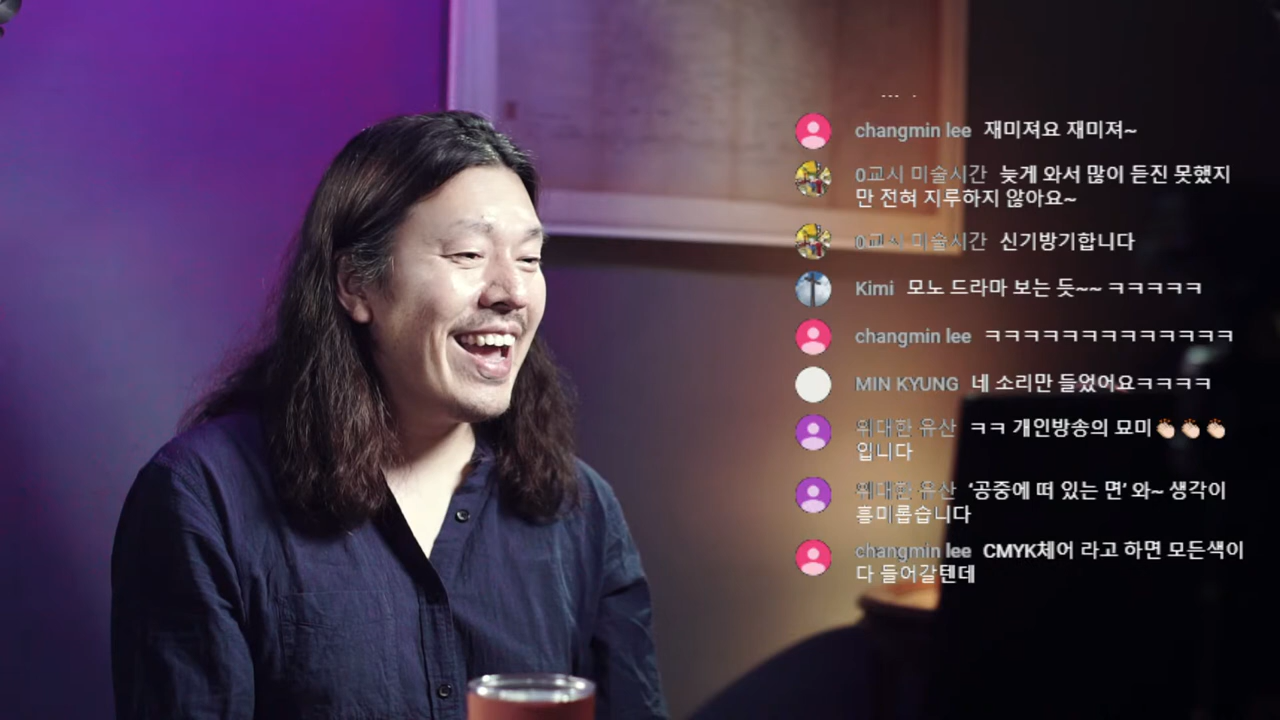 changmin lee 재미져요 재미져~
0교시 미술시간 늦게 와서 많이 듣진 못했지
만 전혀 지루하지 않아요~
0교시 미술시간 신기방기합니다
Kimi 모노 드라마 보는 듯~~ ㅋㅋㅋㅋㅋ
changmin lee ㅋㅋㅋㅋㅋㅋㅋㅋㅋㅋㅋㅋㅋ
MIN KYUNG 네 소리만 들었어요ㅋㅋㅋㅋ
위대한 유산 ㅋㅋ 개인방송의 묘미👏🏻👏🏻👏🏻
입니다
위대한 유산 ‘공중에 떠 있는 면’ 와~ 생각이
흥미롭습니다
changmin lee CMYK체어 라고 하면 모든색이
다 들어갈텐데